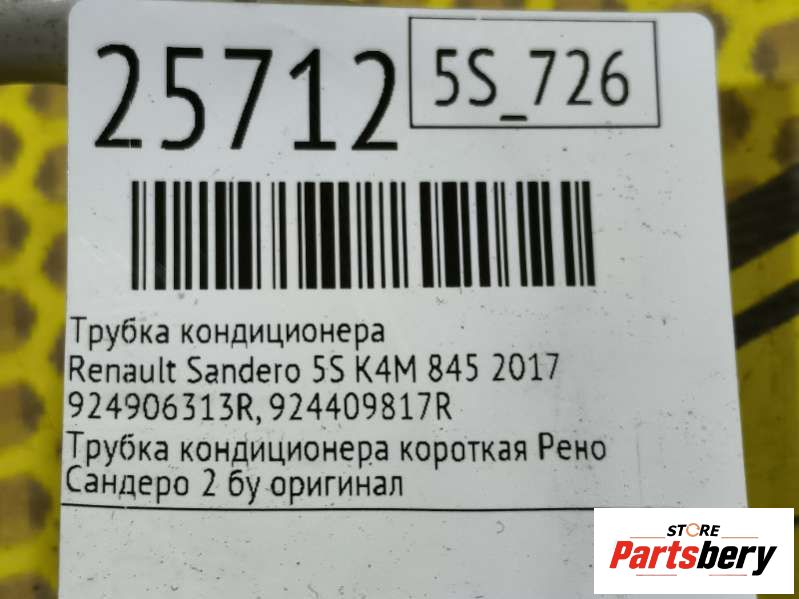 25712
5S_726
Трубка кондиционера
Renault Sandero 5S K4M 845 2017
924906313R, 924409817R
Трубка кондиционера короткая Рено
Сандеро 2 бу оригинал
STORE
Partsbery